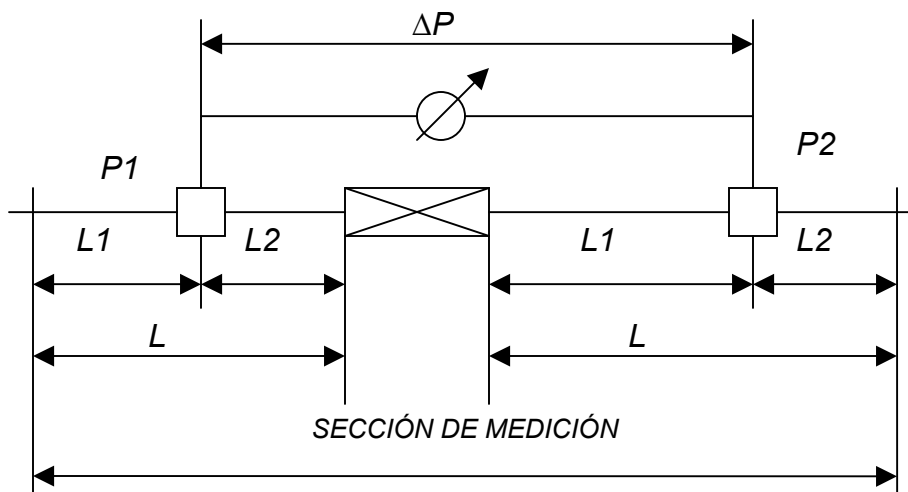 ΔP
P1
P2
L1 L2 L1 L2
L L
SECCIÓN DE MEDICIÓN